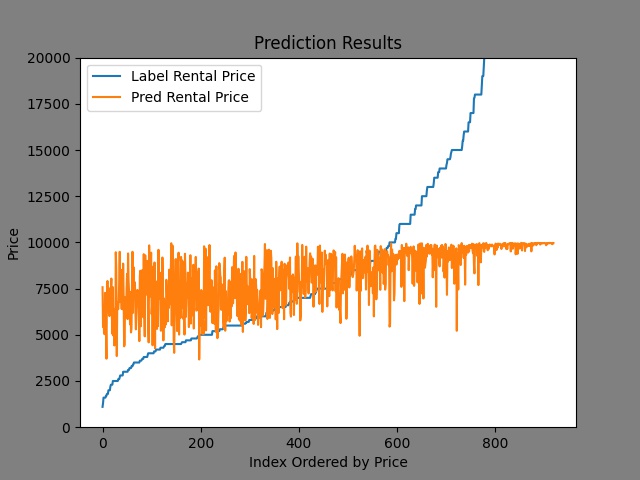 Prediction Results
20000
17500
15000
12500
10000
7500
5000
2500
0
Price
Label Rental Price
Pred Rental Price
0 200 400 600 800
Index Ordered by Price